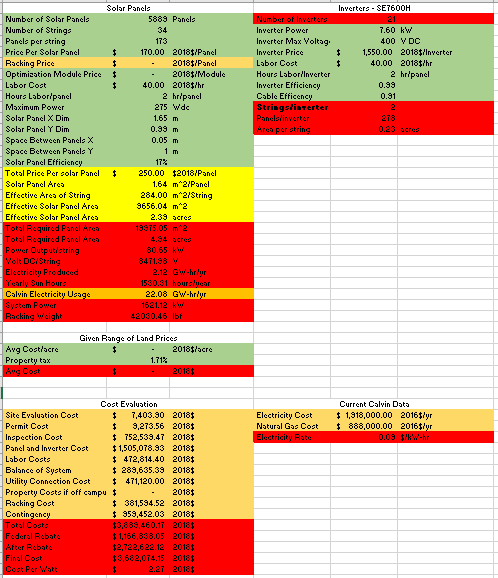 Solar Panels
Number of Solar Panels 5889 Panels
Number of Strings 34
Panels per string 173
Price Per Solar Panel $ 170.00 2018$/Panel
Racking Price $ - 2018$/Panel
Optimization Module Price $ - 2018$/Module
Labor Cost $ 40.00 2018$/hr
Hours Labor/panel 2 hr/panel
Maximum Power 275 Wdc
Solar Panel X Dim 1.65 m
Solar Panel Y Dim 0.99 m
Space Between Panels X 0.05 m
Space Between Panels Y 1 m
Solar Panel Efficiency 17%
Total Price Per solar Panel $ 250.00 $2018/Panel
Solar Panel Area 1.64 m^2/Panel
Effective Area of String 284.00 m^2/String
Effective Solar Panel Area 9656.04 m^2
Effective Solar Panel Area 2.39 acres
Total Required Panel Area m^2
Total Required Panel Area 4.94 acres
Power Output/string kW
Volt DC/String V
Electricity Produced 2.12 GW-hr/yr
Yearly Sun Hours 1530.31 hours/year
Calvin Electricity Usage 22.08 GW-hr/yr
System Power kW
Racking Weight lbf
Inverters - SE7600H
Number of Inverters 21
Inverter Power 7.60 kW
Inverter Max Voltage 400 V DC
Inverter Price $ 1,550.00 2018$/Inverter
Labor Cost $ 40.00 2018$/hr
Hours Labor/Inverter 2 hr/panel
Inverter Efficiency 0.99
Cable Efficency 0.91
Strings/inverter 2
Panels/inverter
Area per string 0.23 acres
Given Range of Land Prices
Avg Cost/acre $ - 2018$/acre
Property tax 1.71%
Avg Cost $ - 2018$
Cost Evaluation
Site Evaluation Cost $ 7,403.90 2018$
Permit Cost $ 9,273.56 2018$
Inspection Cost $ 752,539.47 2018$
Panel and Inverter Cost $ 1,505,078.93 2018$
Labor Costs $ 472,814.40 2018$
Balance of System $ 289,635.39 2018$
Utility Connection Cost $ 471,120.00 2018$
Property Costs if off campu $ - 2018$
Racking Cost $ 381,594.52 2018$
Contingency $ 959,452.03 2018$
Total Costs 2018$
Federal Rebate 2018$
After Rebate 2018$
Final Cost 2018$
Cost Per Watt $ 2.27 2018$
Current Calvin Data
Electricity Cost $ 1,918,000.00 2016$/yr
Natural Gas Cost $ 888,000.00 2016$/yr
Electricity Rate 0.09 $/kW-hr